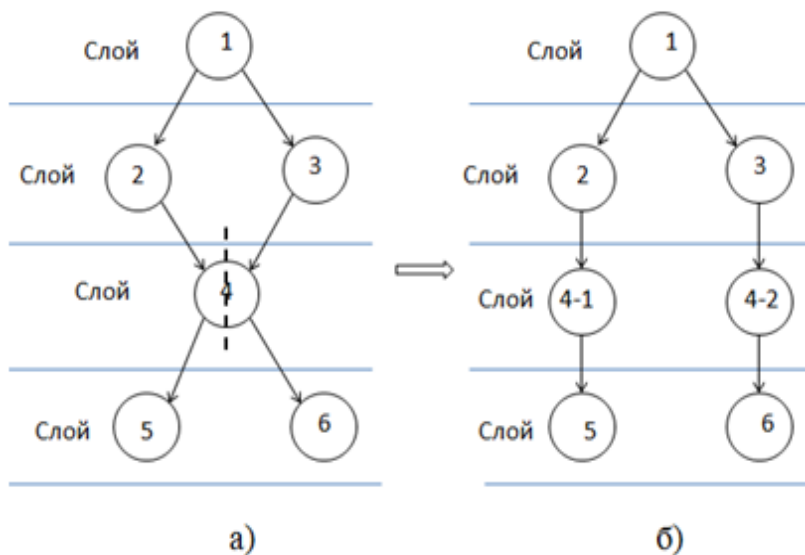 Слой 1
Слой 2 3
Слой 4
Слой 5 6
а)
Слой 1
Слой 2 3
Слой 4-1 4-2
Слой 5 6
б)